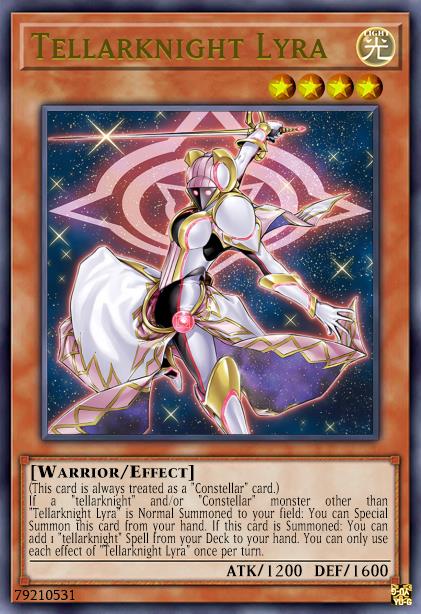 TELLARKNIGHT LYRA
LIGHT
光
[WARRIOR/EFFECT]
(This card is always treated as a "Constellar" card.)
If a "tellarknight" and/or "Constellar" monster other than
"Tellarknight Lyra" is Normal Summoned to your field: You can Special
Summon this card from your hand. If this card is Summoned: You can
add 1 "tellarknight" Spell from your Deck to your hand. You can only use
each effect of "Tellarknight Lyra" once per turn.
ATK/1200 DEF/1600
79210531